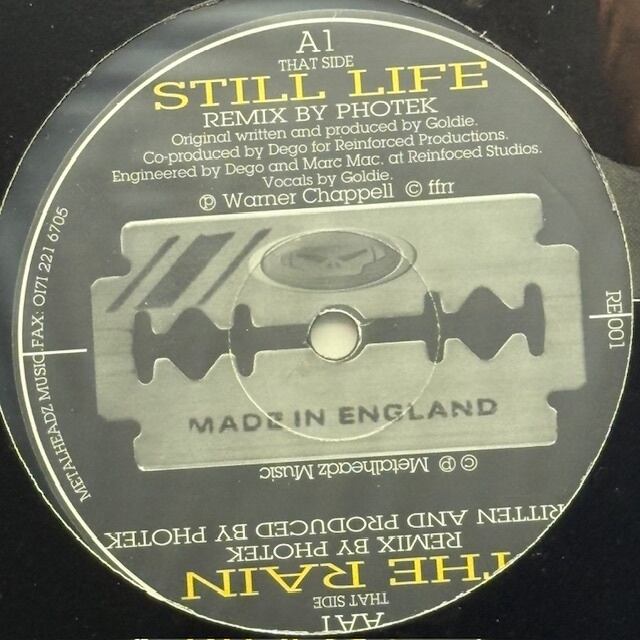 A1
THAT SIDE
STILL LIFE
REMIX BY PHOTEK
Original written and produced by Goldie.
Co-produced by Dego for Reinforced Productions.
Engineered by Dego and Marc Mac. at Reinfoced Studios.
Vocals by Goldie.
℗ Warner Chappell © ffrr
METALHEADZ MUSIC.FAX: 0171 221 6705
RE 001
MADE IN ENGLAND
AA1
THAT SIDE
THE RAIN
REMIX BY PHOTEK
RITTEN AND PRODUCED BY PHOTEK
© ℗ Metalheadz Music